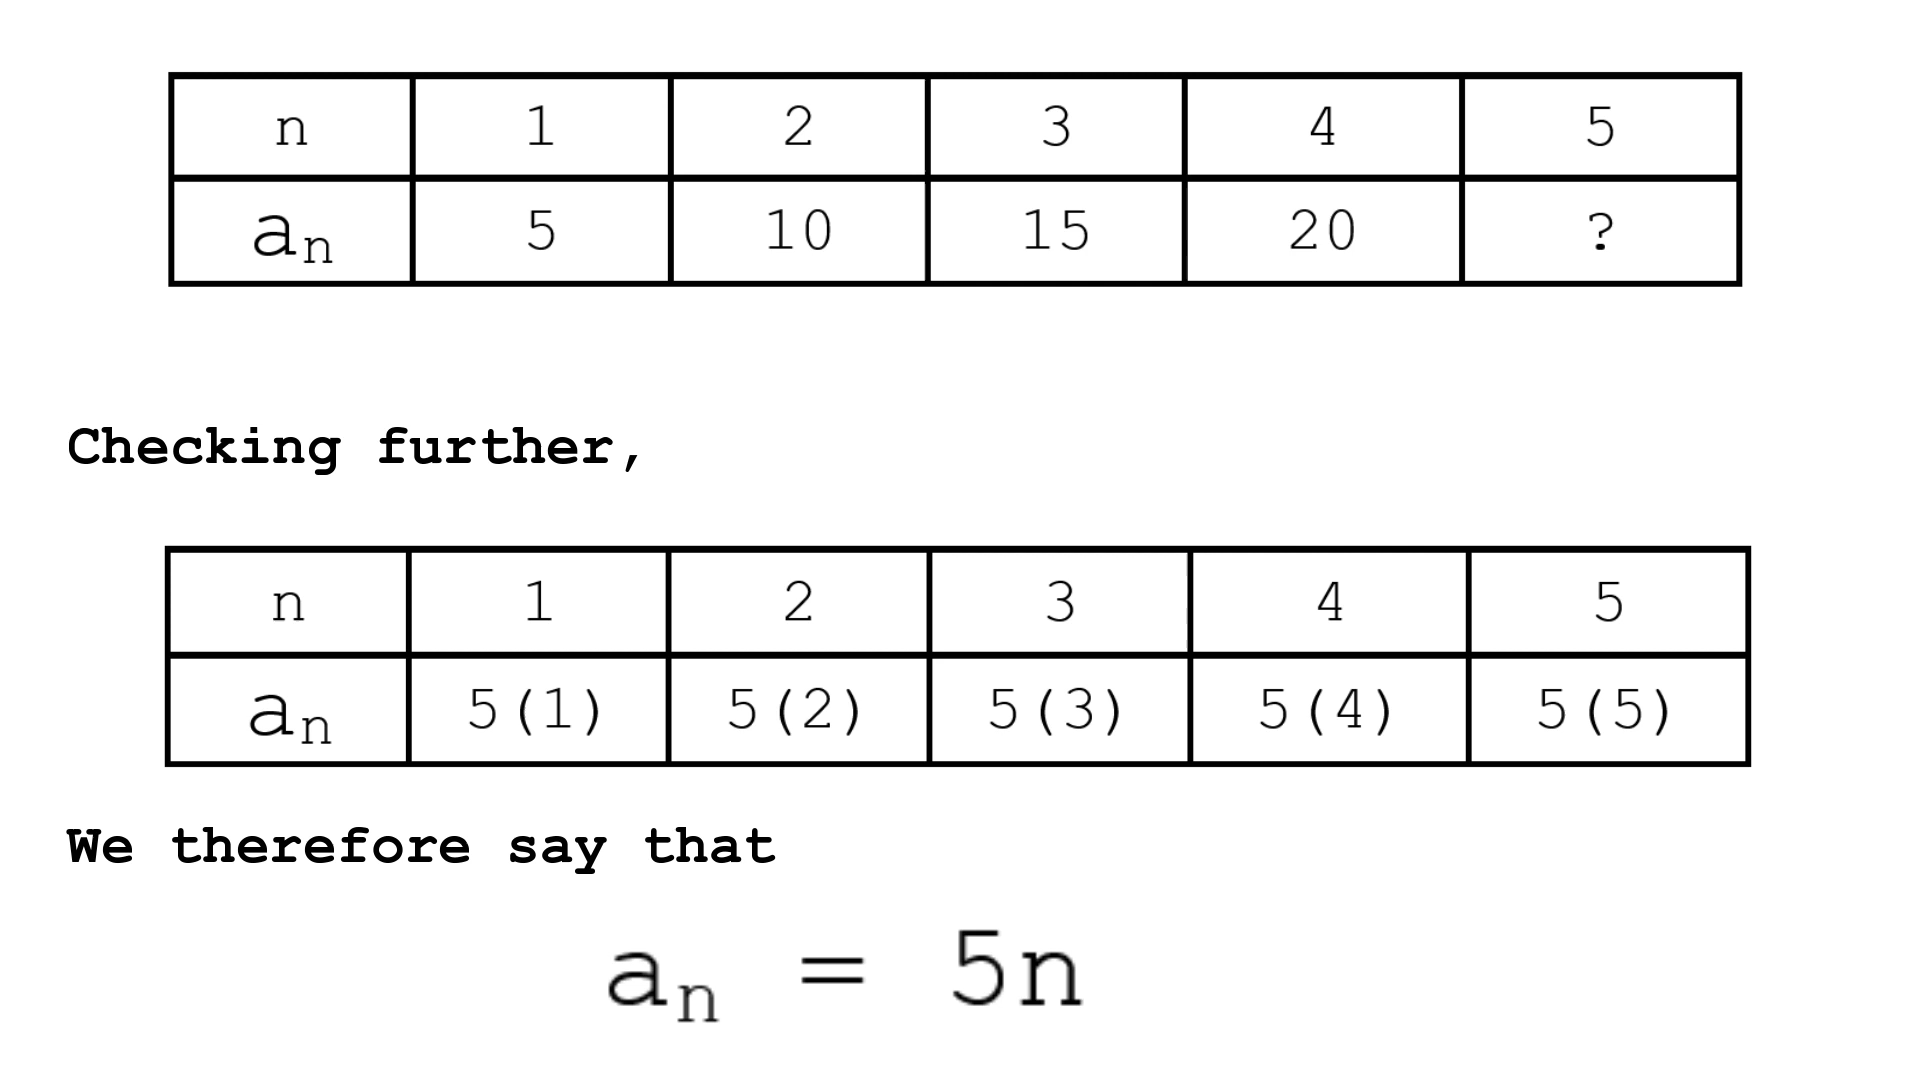 n 1 2 3 4 5
aₙ 5 10 15 20 ?
Checking further,
n 1 2 3 4 5
aₙ 5(1) 5(2) 5(3) 5(4) 5(5)
We therefore say that
aₙ = 5n